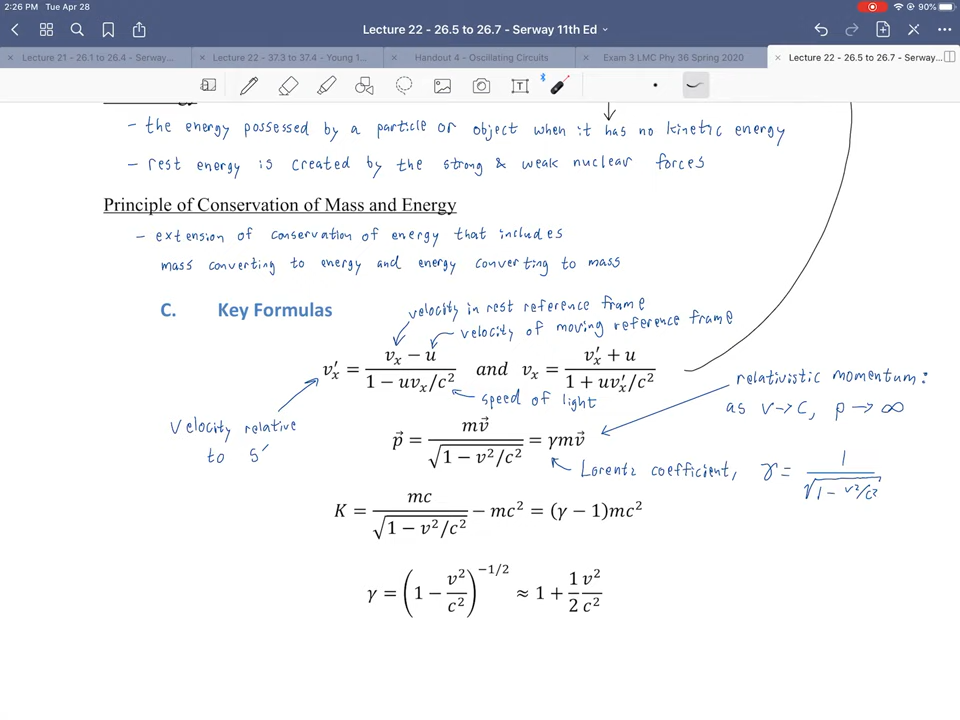 2:26 PM Tue Apr 28
90%
Lecture 22 - 26.5 to 26.7 - Serway 11th Ed
Lecture 21 - 26.1 to 26.4 - Serway...
Lecture 22 - 37.3 to 37.4 - Young 1...
Handout 4 - Oscillating Circuits
Exam 3 LMC Phy 36 Spring 2020
Lecture 22 - 26.5 to 26.7 - Serway...
- the energy possessed by a particle or object when it has no kinetic energy
- rest energy is created by the strong & weak nuclear forces
Principle of Conservation of Mass and Energy
- extension of conservation of energy that includes
mass converting to energy and energy converting to mass
C. Key Formulas
velocity in rest reference frame
velocity of moving reference frame
vₓ′ = (vₓ − u)/(1 − uvₓ/c²) and vₓ = (vₓ′ + u)/(1 + uvₓ′/c²)
speed of light
relativistic momentum:
as v → c, p → ∞
Velocity relative
to S′
p⃗ = mv⃗/√(1 − v²/c²) = γmv⃗
Lorentz coefficient, γ = 1/√(1 − v²/c²)
K = mc/√(1 − v²/c²) − mc² = (γ − 1)mc²
γ = (1 − v²/c²)^(−1/2) ≈ 1 + 1/2 v²/c²